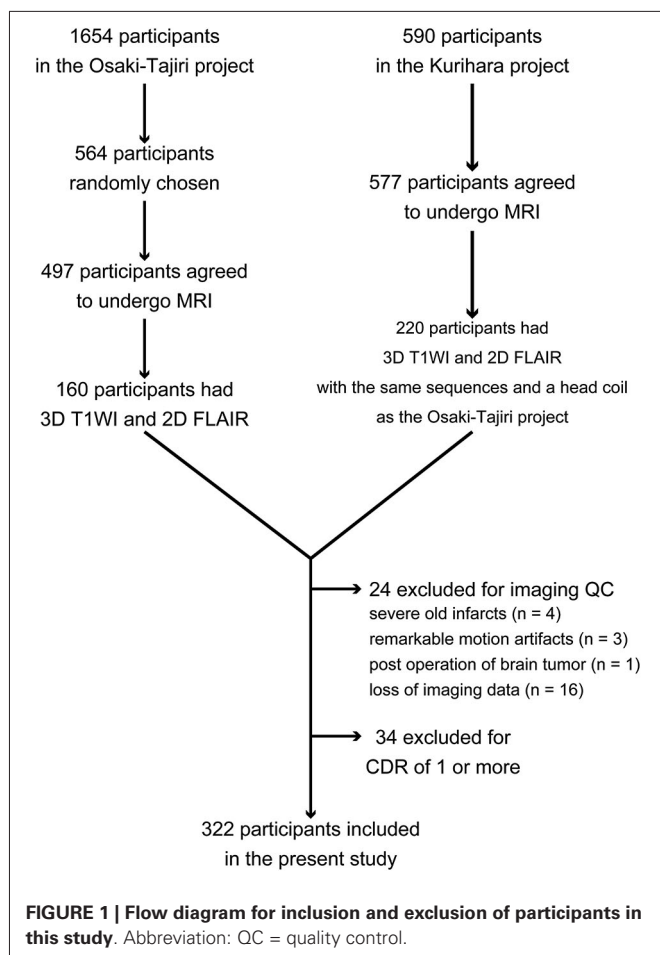 1654 participants
in the Osaki-Tajiri project
564 participants
randomly chosen
497 participants agreed
to undergo MRI
160 participants had
3D T1WI and 2D FLAIR
590 participants
in the Kurihara project
577 participants agreed
to undergo MRI
220 participants had
3D T1WI and 2D FLAIR
with the same sequences and a head coil
as the Osaki-Tajiri project
24 excluded for imaging QC
severe old infarcts (n = 4)
remarkable motion artifacts (n = 3)
post operation of brain tumor (n = 1)
loss of imaging data (n = 16)
34 excluded for
CDR of 1 or more
322 participants included
in the present study
FIGURE 1 | Flow diagram for inclusion and exclusion of participants in
this study. Abbreviation: QC = quality control.